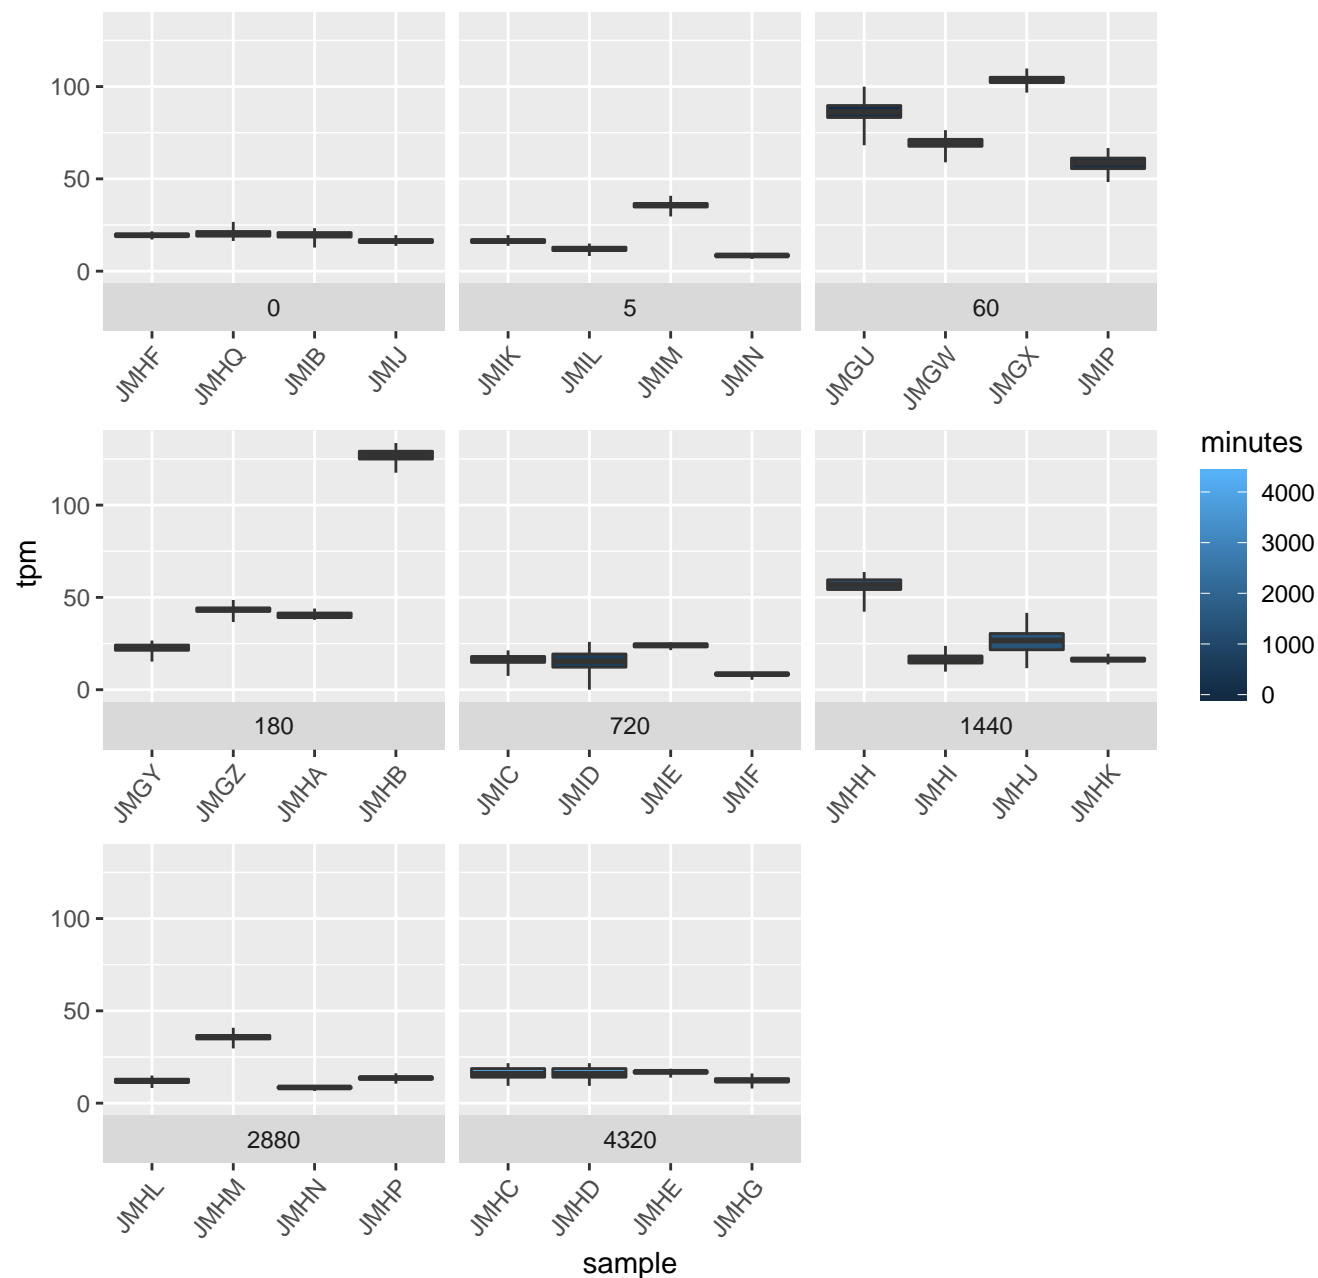 100
50
0
0
5
60
JMHF
JMHQ
JMIB
JMIJ
JMIK
JMIL
JMIM
JMIN
JMGU
JMGW
JMGX
JMIP
tpm
100
50
0
180
720
1440
JMGY
JMGZ
JMHA
JMHB
JMIC
JMID
JMIE
JMIF
JMHH
JMHI
JMHJ
JMHK
minutes
4000
3000
2000
1000
0
100
50
0
2880
4320
JMHL
JMHM
JMHN
JMHP
JMHC
JMHD
JMHE
JMHG
sample